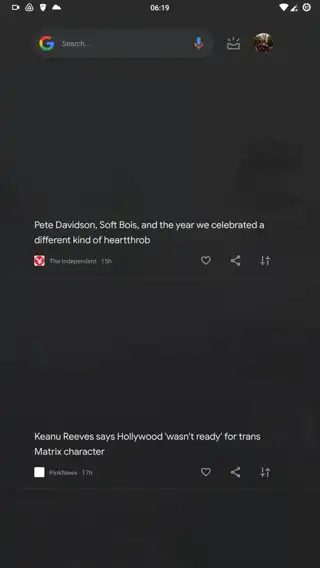 06:19
Search...
Pete Davidson, Soft Bois, and the year we celebrated a
different kind of heartthrob
The Independent · 15h
Keanu Reeves says Hollywood 'wasn't ready' for trans
Matrix character
PinkNews · 17h